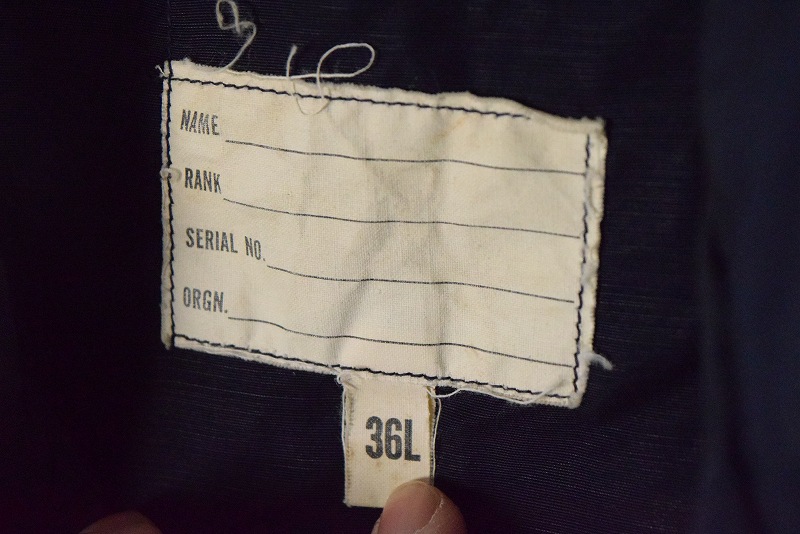 NAME
RANK
SERIAL NO.
ORGN.
36L